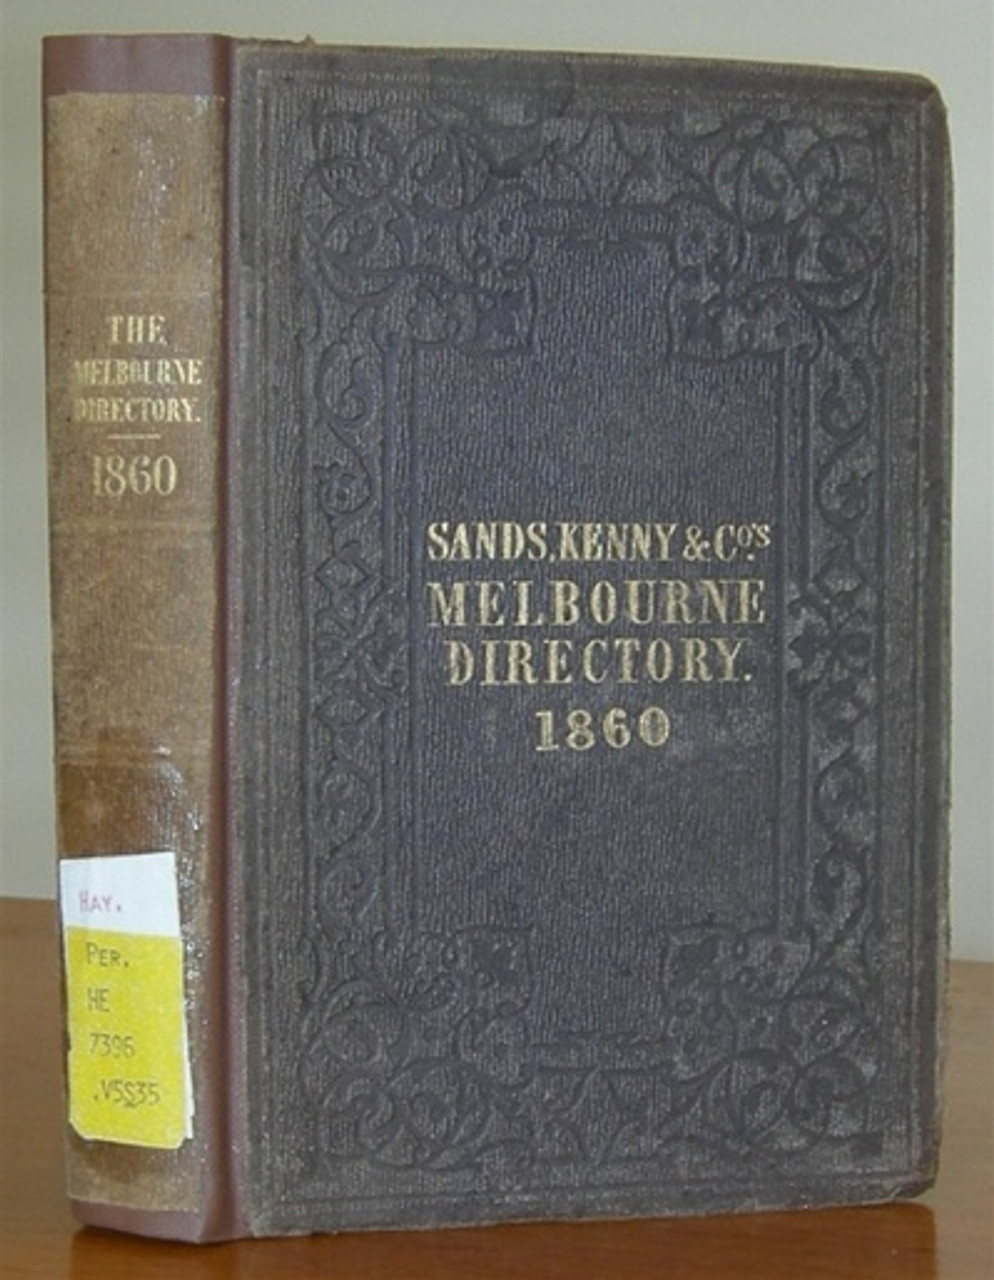 THE
MELBOURNE
DIRECTORY.
1860
HAY.
PER.
HE
7396
.V5S35
SANDS, KENNY & Co's
MELBOURNE
DIRECTORY.
1860